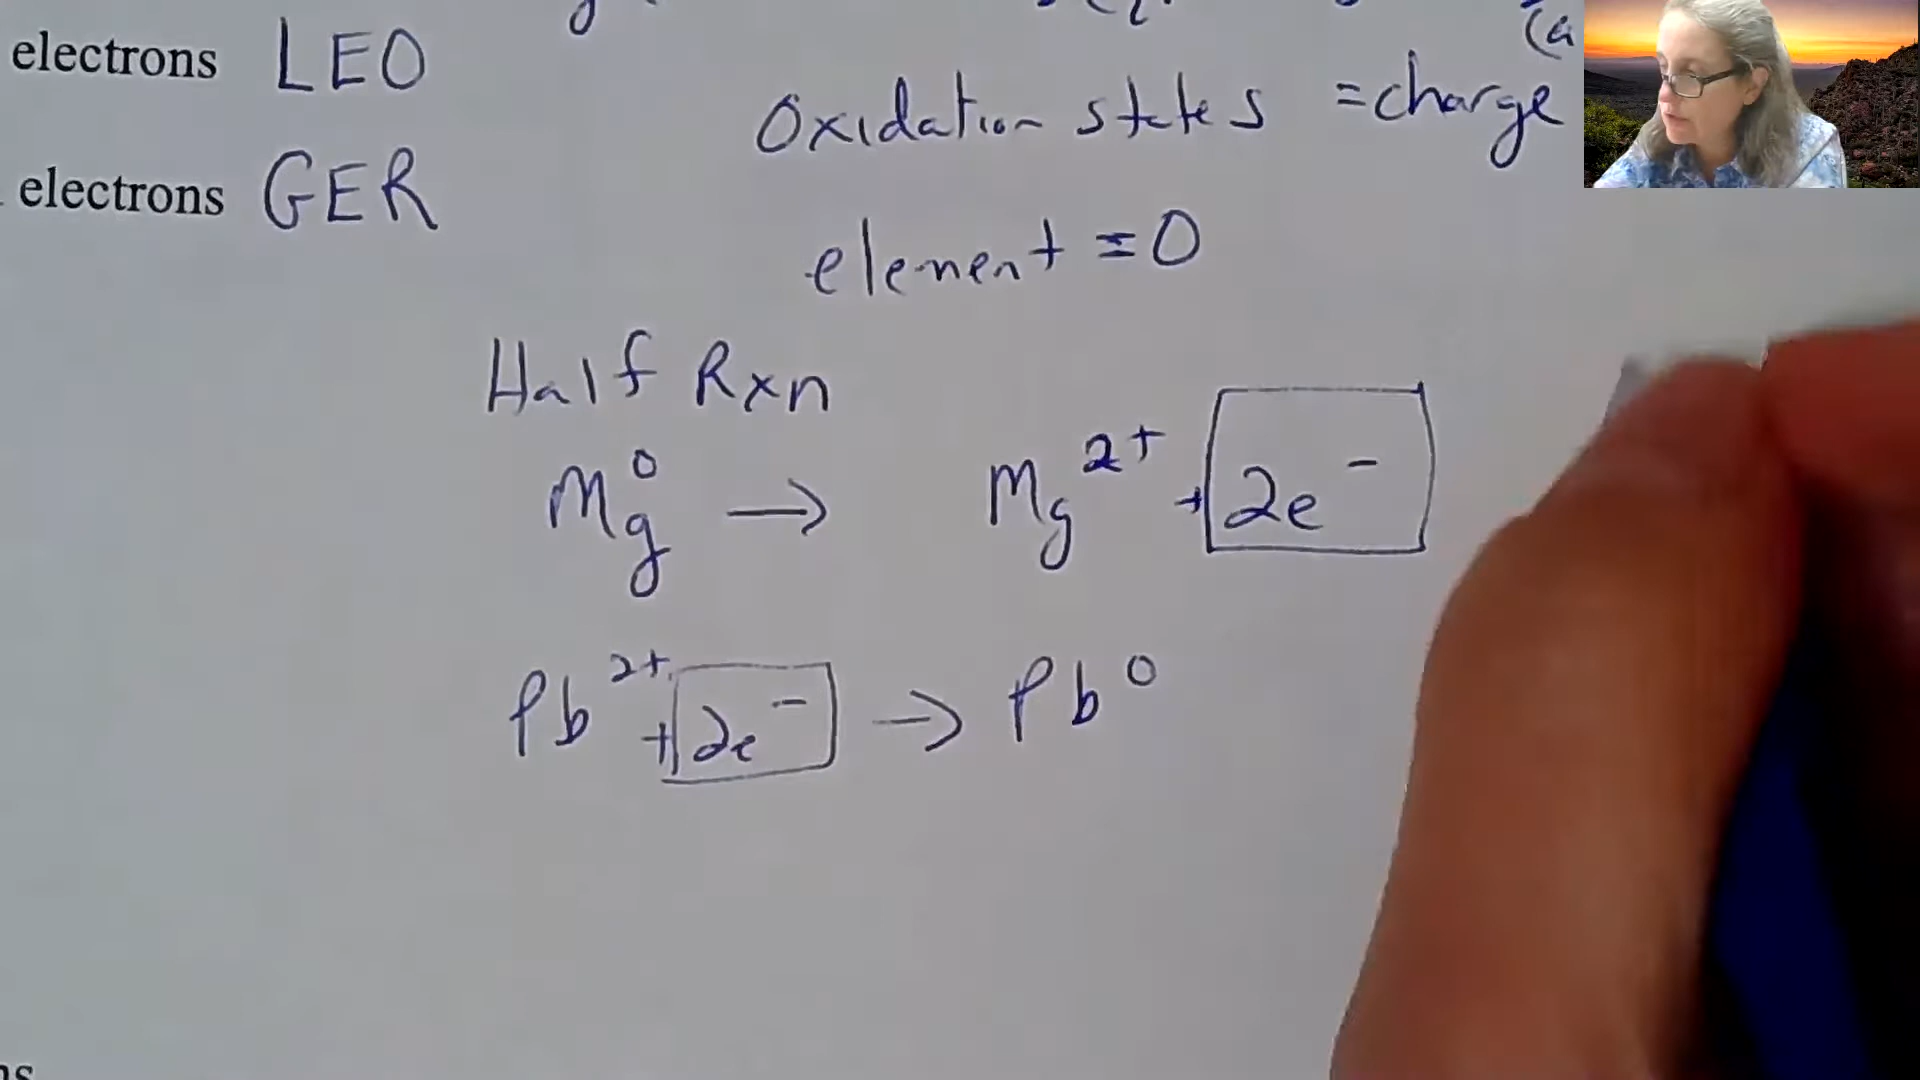 electrons LEO
Oxidation states = charge
electrons GER
element = 0
Half Rxn
Mg⁰ → Mg²⁺ + 2e⁻
Pb²⁺ + 2e⁻ → Pb⁰